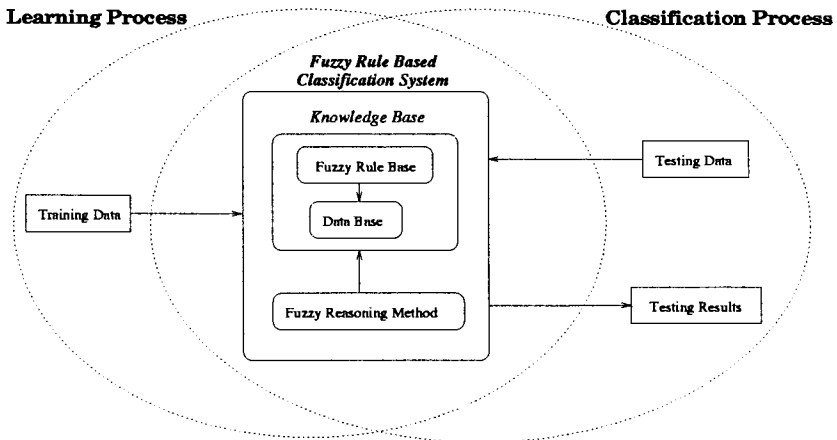 Learning Process
Classification Process
Fuzzy Rule Based
Classification System
Knowledge Base
Fuzzy Rule Base
Testing Data
Training Data
Data Base
Fuzzy Reasoning Method
Testing Results